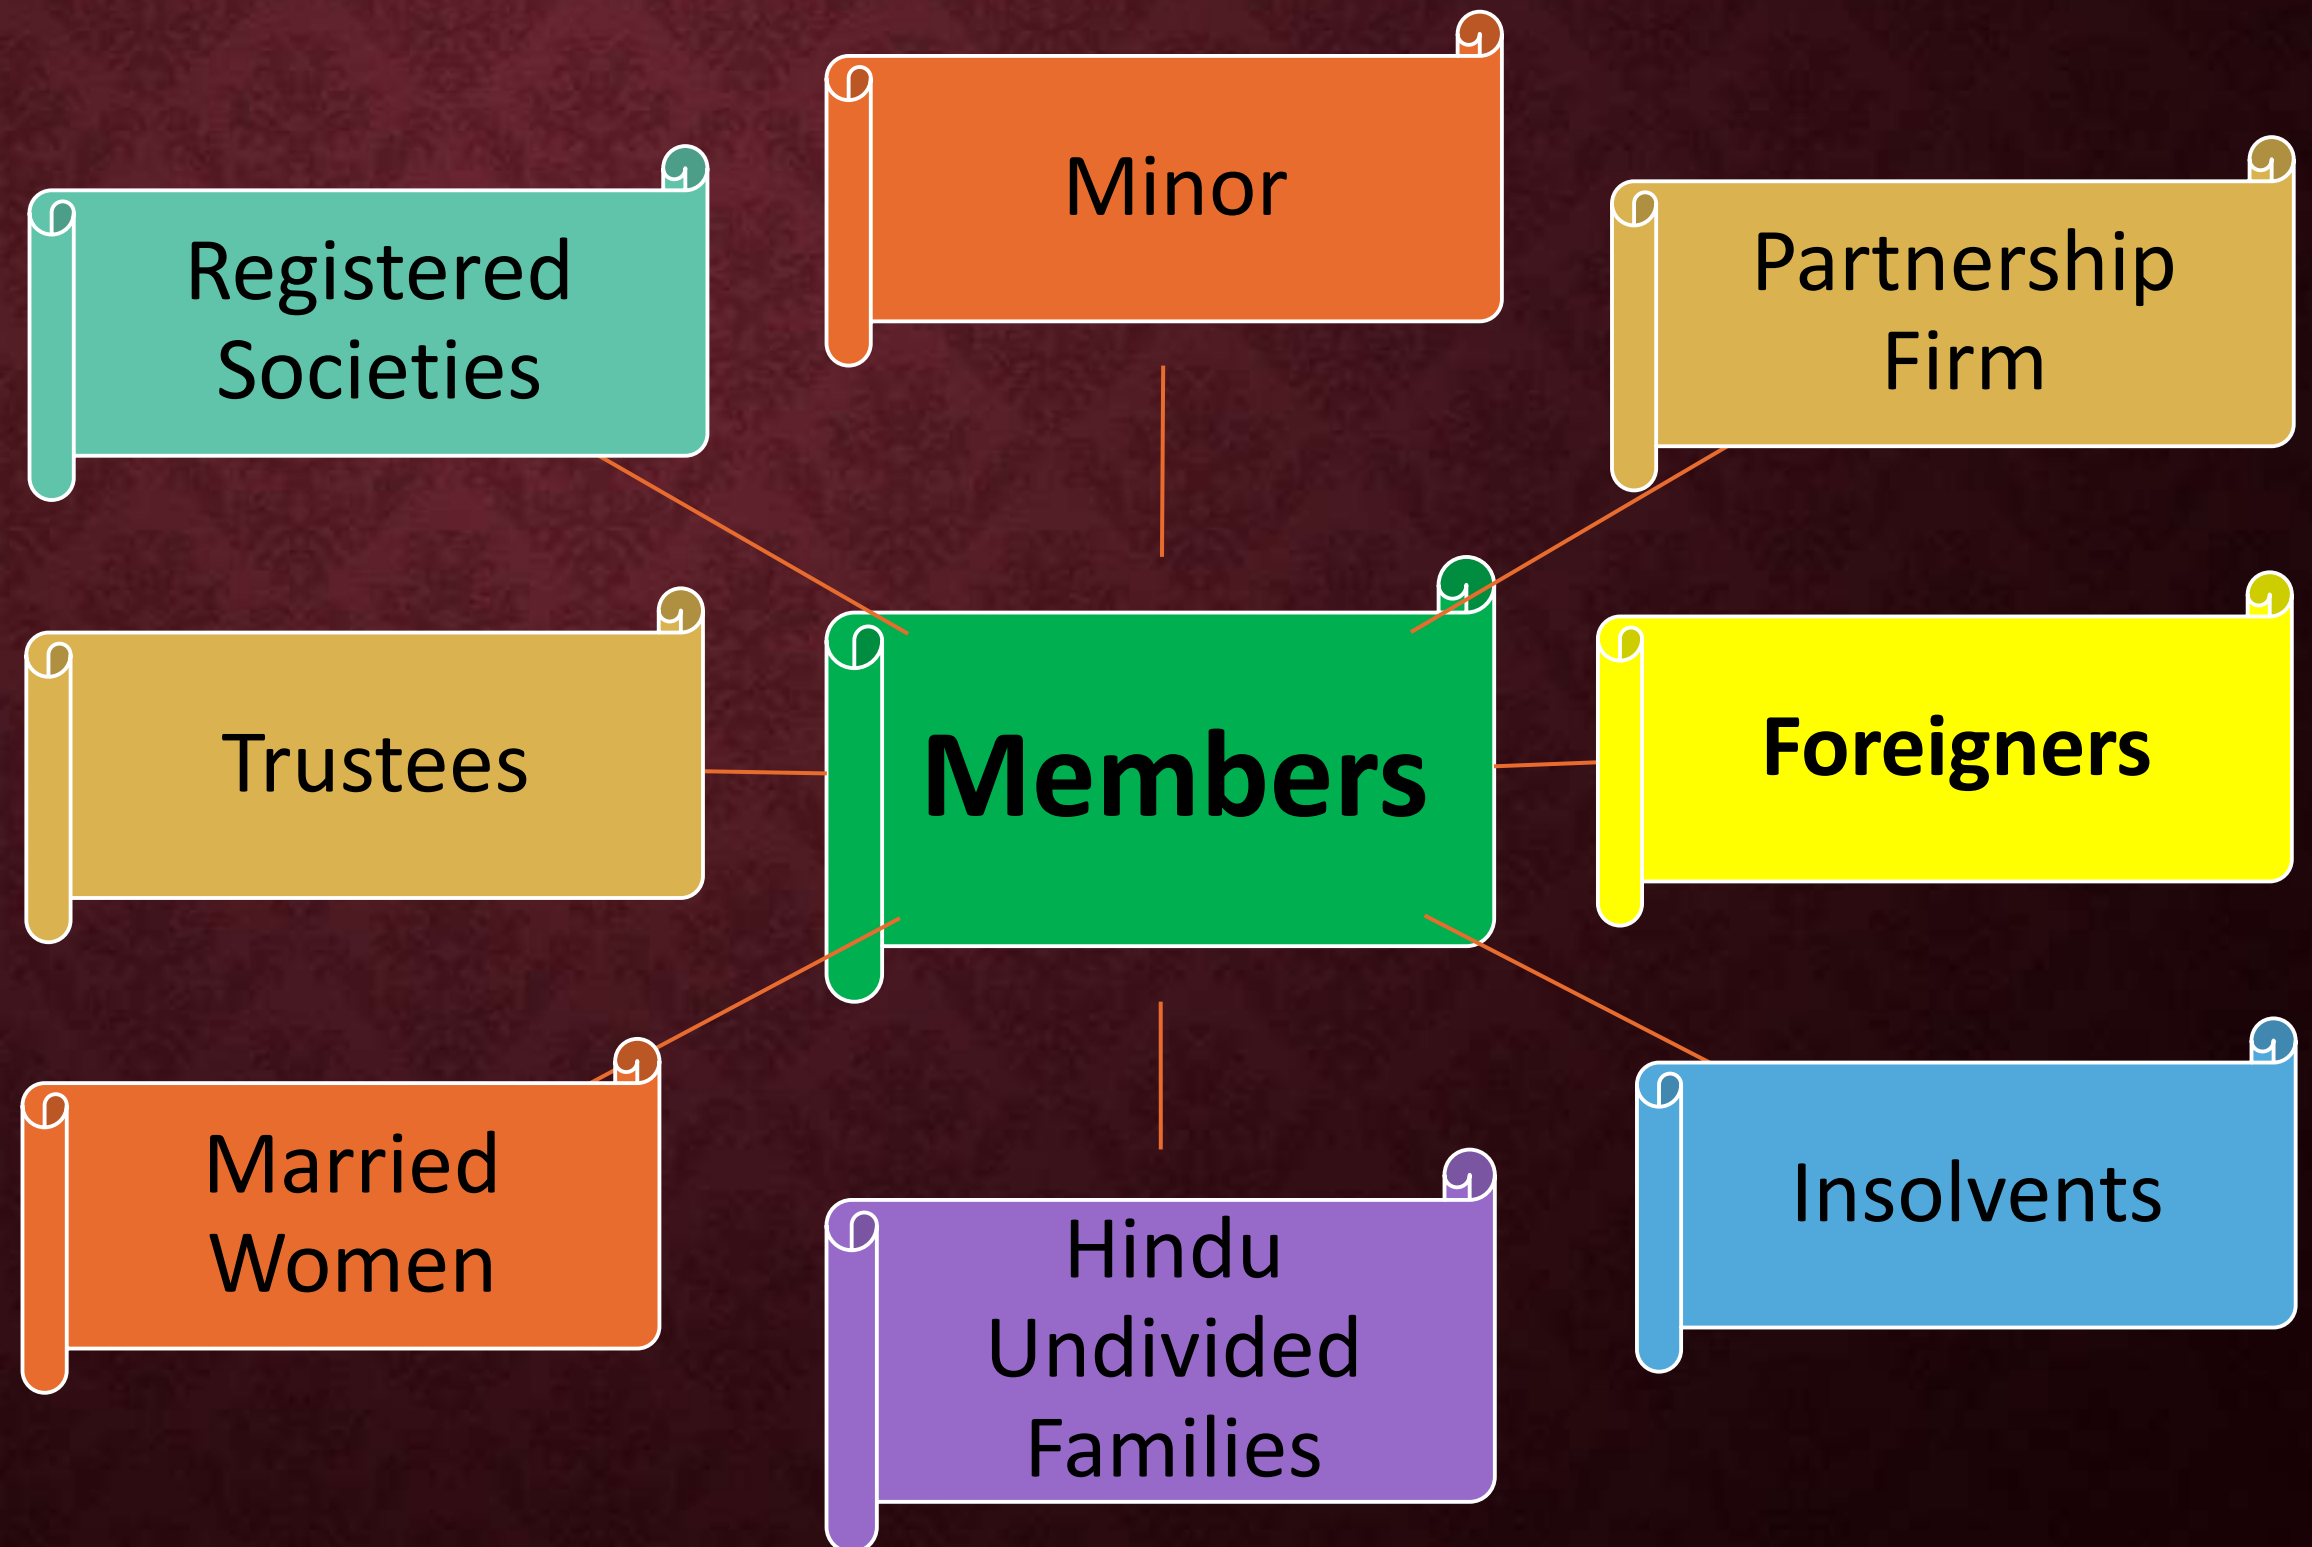 Minor
Registered
Societies
Partnership
Firm
Trustees
Members
Foreigners
Married
Women
Insolvents
Hindu
Undivided
Families